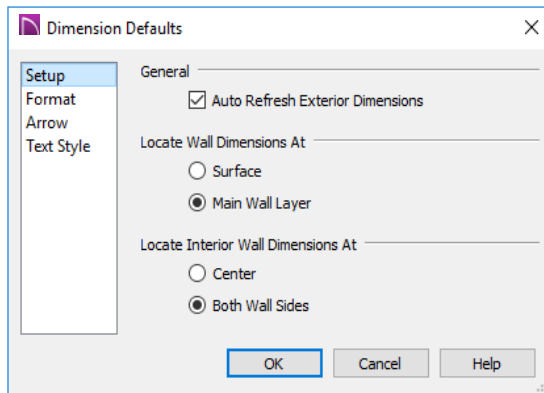 Dimension Defaults
Setup
Format
Arrow
Text Style
General
Auto Refresh Exterior Dimensions
Locate Wall Dimensions At
Surface
Main Wall Layer
Locate Interior Wall Dimensions At
Center
Both Wall Sides
OK Cancel Help